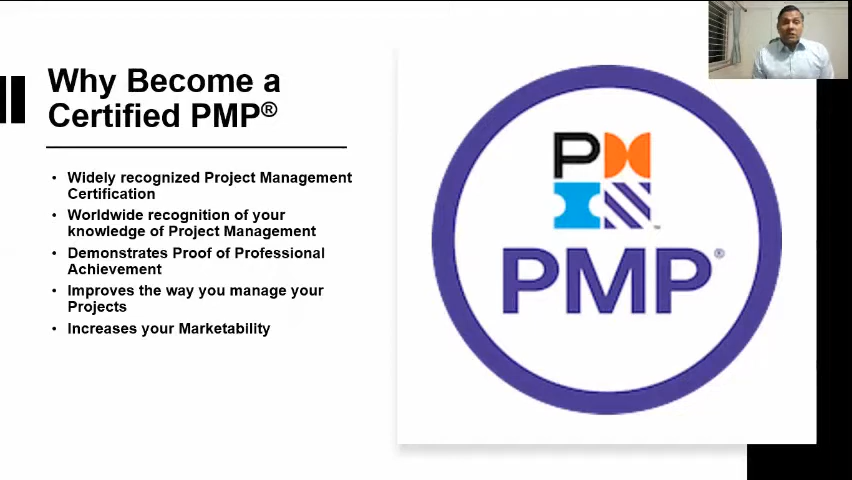 Why Become a
Certified PMP®
• Widely recognized Project Management
Certification
• Worldwide recognition of your
knowledge of Project Management
• Demonstrates Proof of Professional
Achievement
• Improves the way you manage your
Projects
• Increases your Marketability
P
™
PMP®